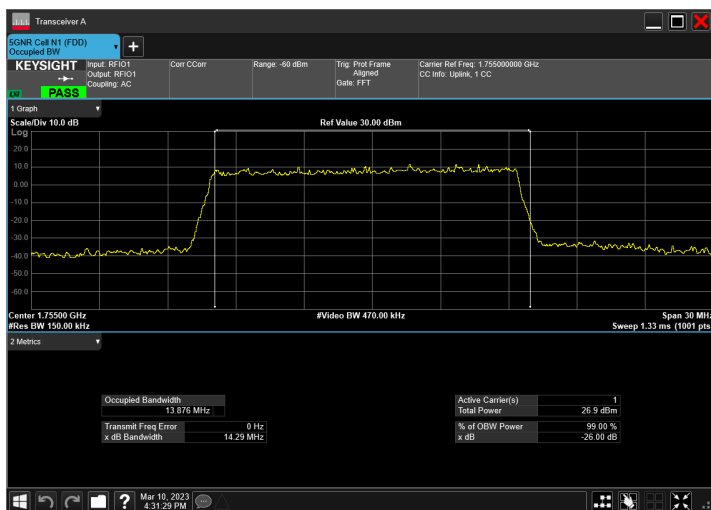 Transceiver A
5GNR Cell N1 (FDD)
Occupied BW
KEYSIGHT
LXI
PASS
Input: RFIO1
Output: RFIO1
Coupling: AC
Corr CCorr
Range: -60 dBm
Trig: Prot Frame
Aligned
Gate: FFT
Carrier Ref Freq: 1.755000000 GHz
CC Info: Uplink, 1 CC
1 Graph
Scale/Div 10.0 dB
Ref Value 30.00 dBm
Log
20.0
10.0
0.00
-10.0
-20.0
-30.0
-40.0
-50.0
-60.0
Center 1.75500 GHz
#Video BW 470.00 kHz
Span 30 MHz
#Res BW 150.00 kHz
Sweep 1.33 ms (1001 pts
2 Metrics
Occupied Bandwidth
13.876 MHz
Transmit Freq Error 0 Hz
x dB Bandwidth 14.29 MHz
Active Carrier(s) 1
Total Power 26.9 dBm
% of OBW Power 99.00 %
x dB -26.00 dB
?
Mar 10, 2023
4:31:29 PM